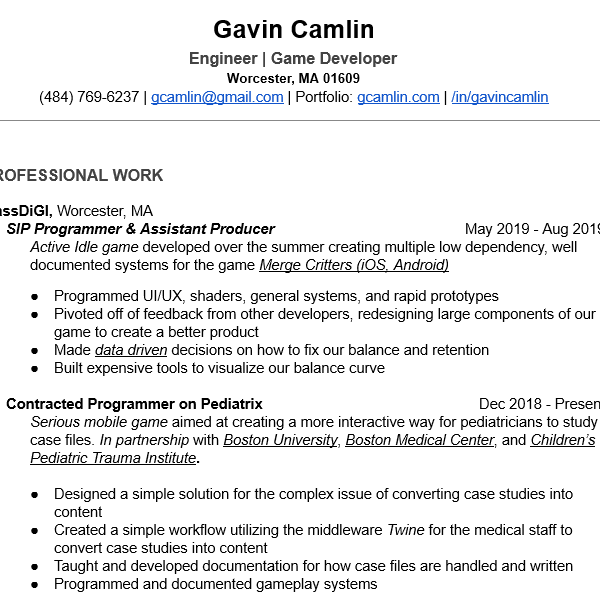 Gavin Camlin
Engineer | Game Developer
Worcester, MA 01609
(484) 769-6237 | gcamlin@gmail.com | Portfolio: gcamlin.com | /in/gavincamlin
ROFESSIONAL WORK
assDiGI, Worcester, MA
SIP Programmer & Assistant Producer May 2019 - Aug 2019
Active Idle game developed over the summer creating multiple low dependency, well
documented systems for the game Merge Critters (iOS, Android)
● Programmed UI/UX, shaders, general systems, and rapid prototypes
● Pivoted off of feedback from other developers, redesigning large components of our
game to create a better product
● Made data driven decisions on how to fix our balance and retention
● Built expensive tools to visualize our balance curve
Contracted Programmer on Pediatrix Dec 2018 - Presen
Serious mobile game aimed at creating a more interactive way for pediatricians to study
case files. In partnership with Boston University, Boston Medical Center, and Children's
Pediatric Trauma Institute.
● Designed a simple solution for the complex issue of converting case studies into
content
● Created a simple workflow utilizing the middleware Twine for the medical staff to
convert case studies into content
● Taught and developed documentation for how case files are handled and written
● Programmed and documented gameplay systems